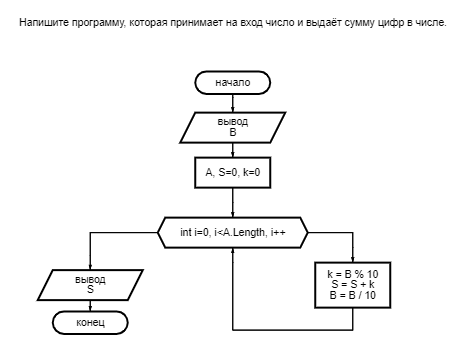 Напишите программу, которая принимает на вход число и выдаёт сумму цифр в числе.
начало
вывод
B
A, S=0, k=0
int i=0, i<A.Length, i++
k = B % 10
S = S + k
B = B / 10
вывод
S
конец